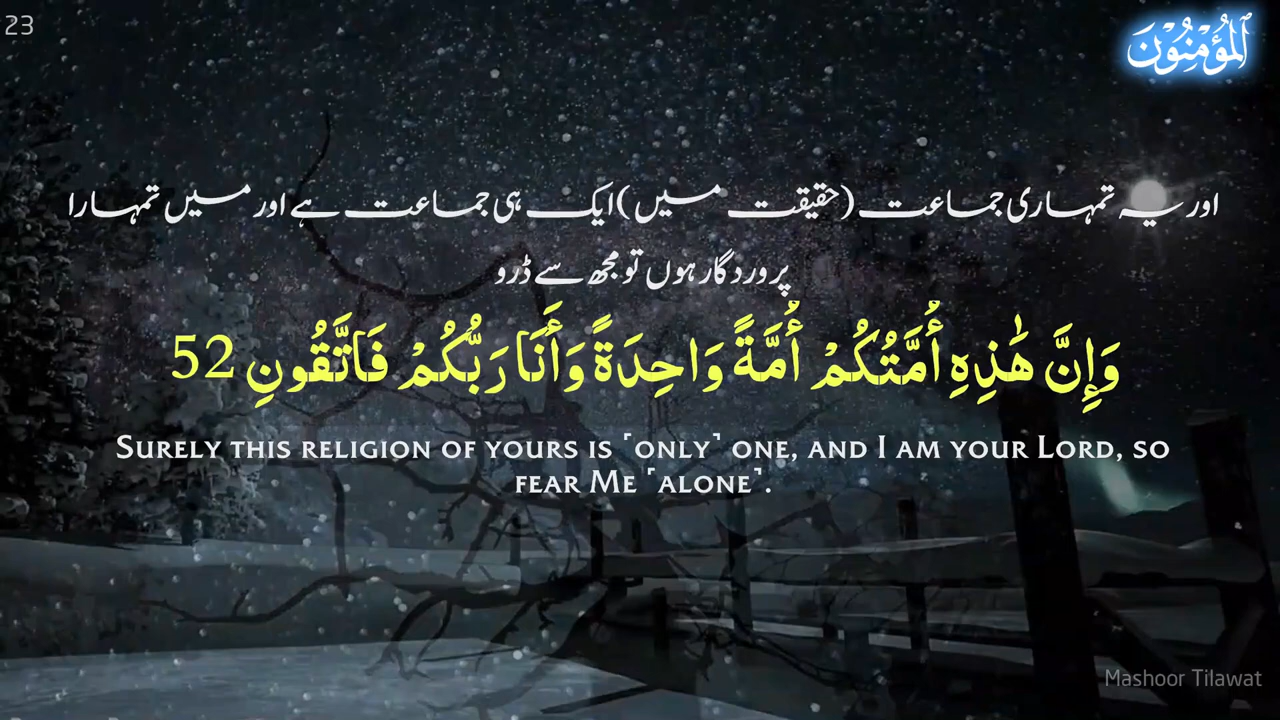 23
المؤمنون
اور یہ تمہاری جماعت (حقیقت میں) ایک ہی جماعت ہے اور میں تمہارا
پروردگار ہوں تو مجھ سے ڈرو
وَإِنَّ هَٰذِهِ أُمَّتُكُمْ أُمَّةً وَاحِدَةً وَأَنَا رَبُّكُمْ فَاتَّقُونِ 52
Surely this religion of yours is ˹only˺ one, and I am your Lord, so
fear Me ˹alone˺.
Mashoor Tilawat